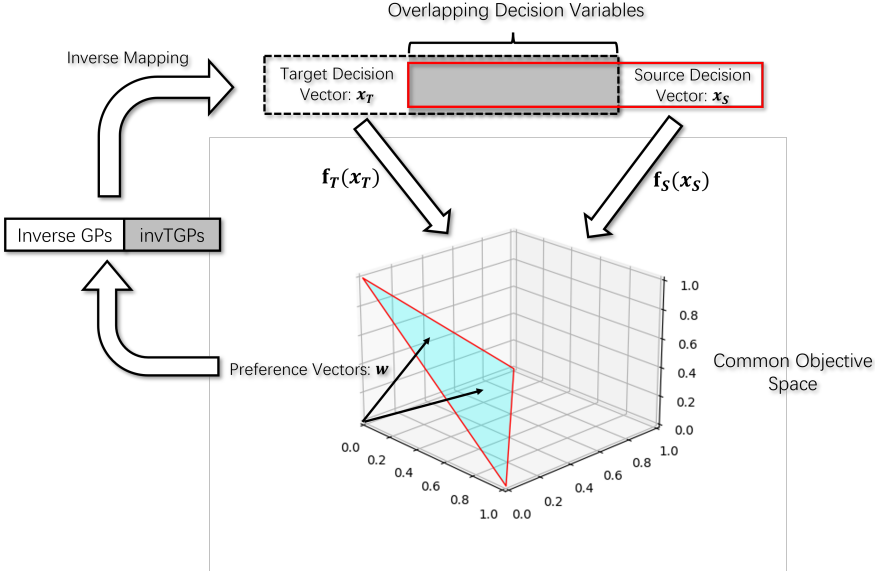 Overlapping Decision Variables
Inverse Mapping
Target Decision
Vector: x_T
Source Decision
Vector: x_S
f_T(x_T)
f_S(x_S)
Inverse GPs
invTGPs
Preference Vectors: w
Common Objective
Space
1.0
0.8
0.6
0.4
0.2
0.0
0.0
0.2
0.4
0.6
0.8
1.0
0.0
0.2
0.4
0.6
0.8
1.0